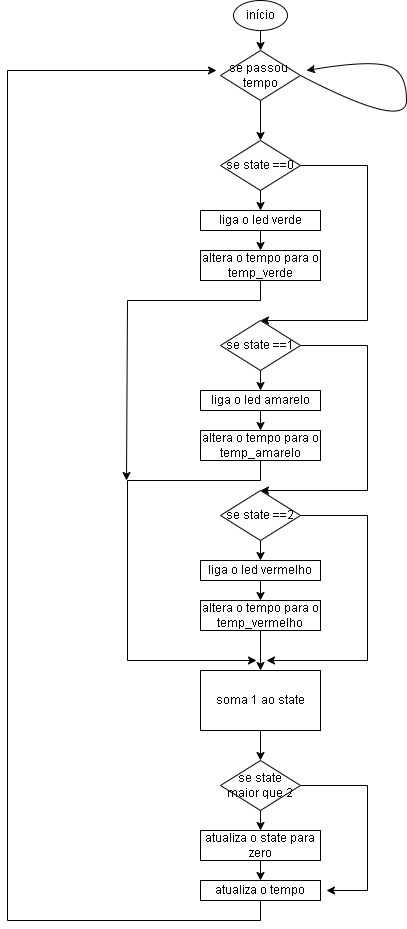 início
se passou
tempo
se state ==0
liga o led verde
altera o tempo para o
temp_verde
se state ==1
liga o led amarelo
altera o tempo para o
temp_amarelo
se state ==2
liga o led vermelho
altera o tempo para o
temp_vermelho
soma 1 ao state
se state
maior que 2
atualiza o state para
zero
atualiza o tempo